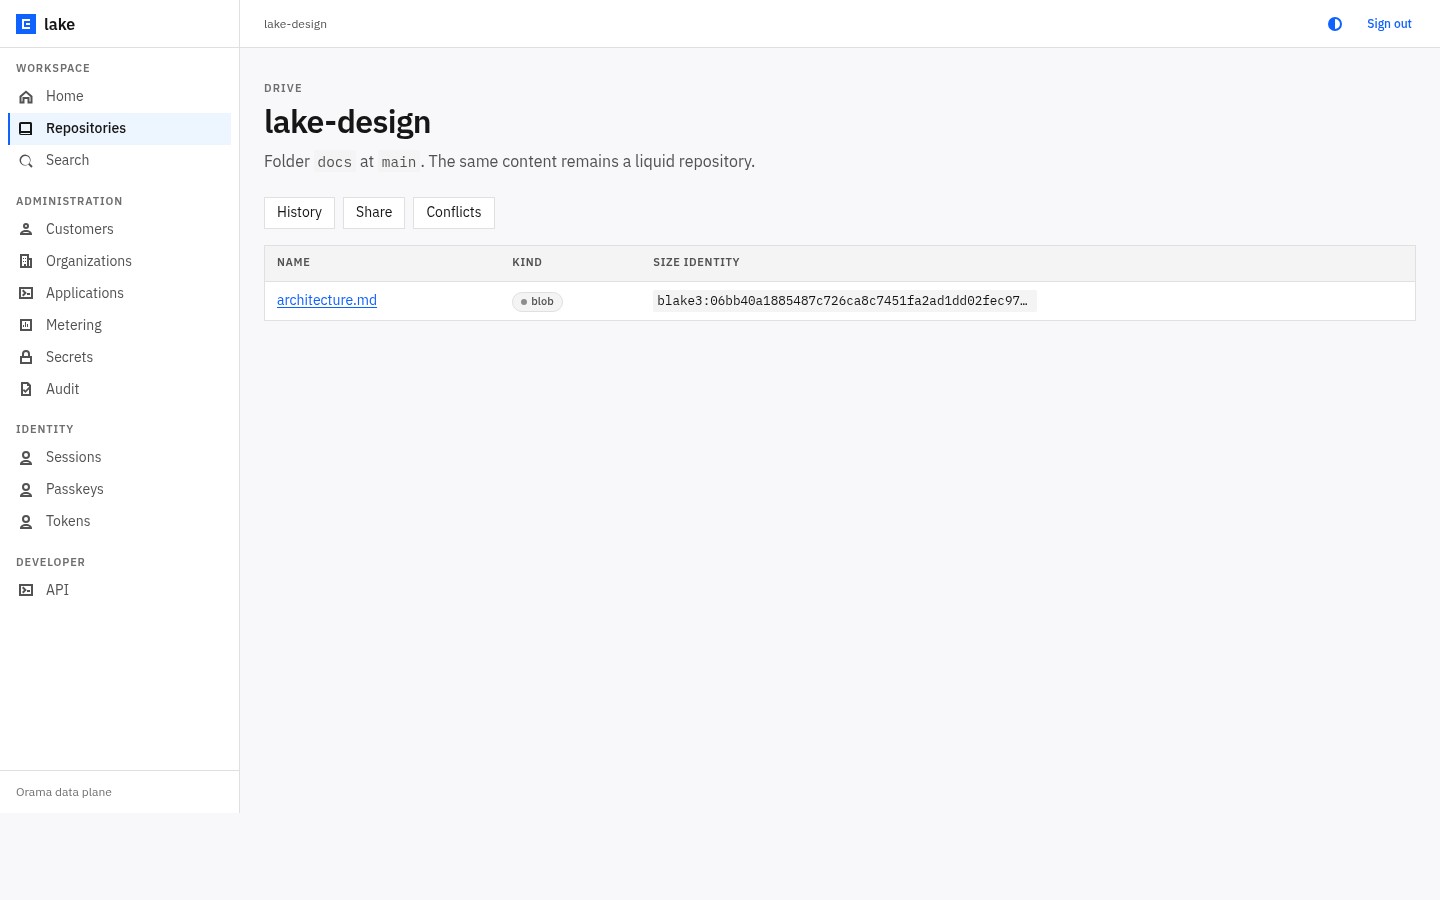 lake
lake-design
Sign out
WORKSPACE
Home
Repositories
Search
ADMINISTRATION
Customers
Organizations
Applications
Metering
Secrets
Audit
IDENTITY
Sessions
Passkeys
Tokens
DEVELOPER
API
Orama data plane
DRIVE
lake-design
Folder docs at main. The same content remains a liquid repository.
History Share Conflicts
NAME KIND SIZE IDENTITY
architecture.md blob blake3:06bb40a1885487c726ca8c7451fa2ad1dd02fec97…